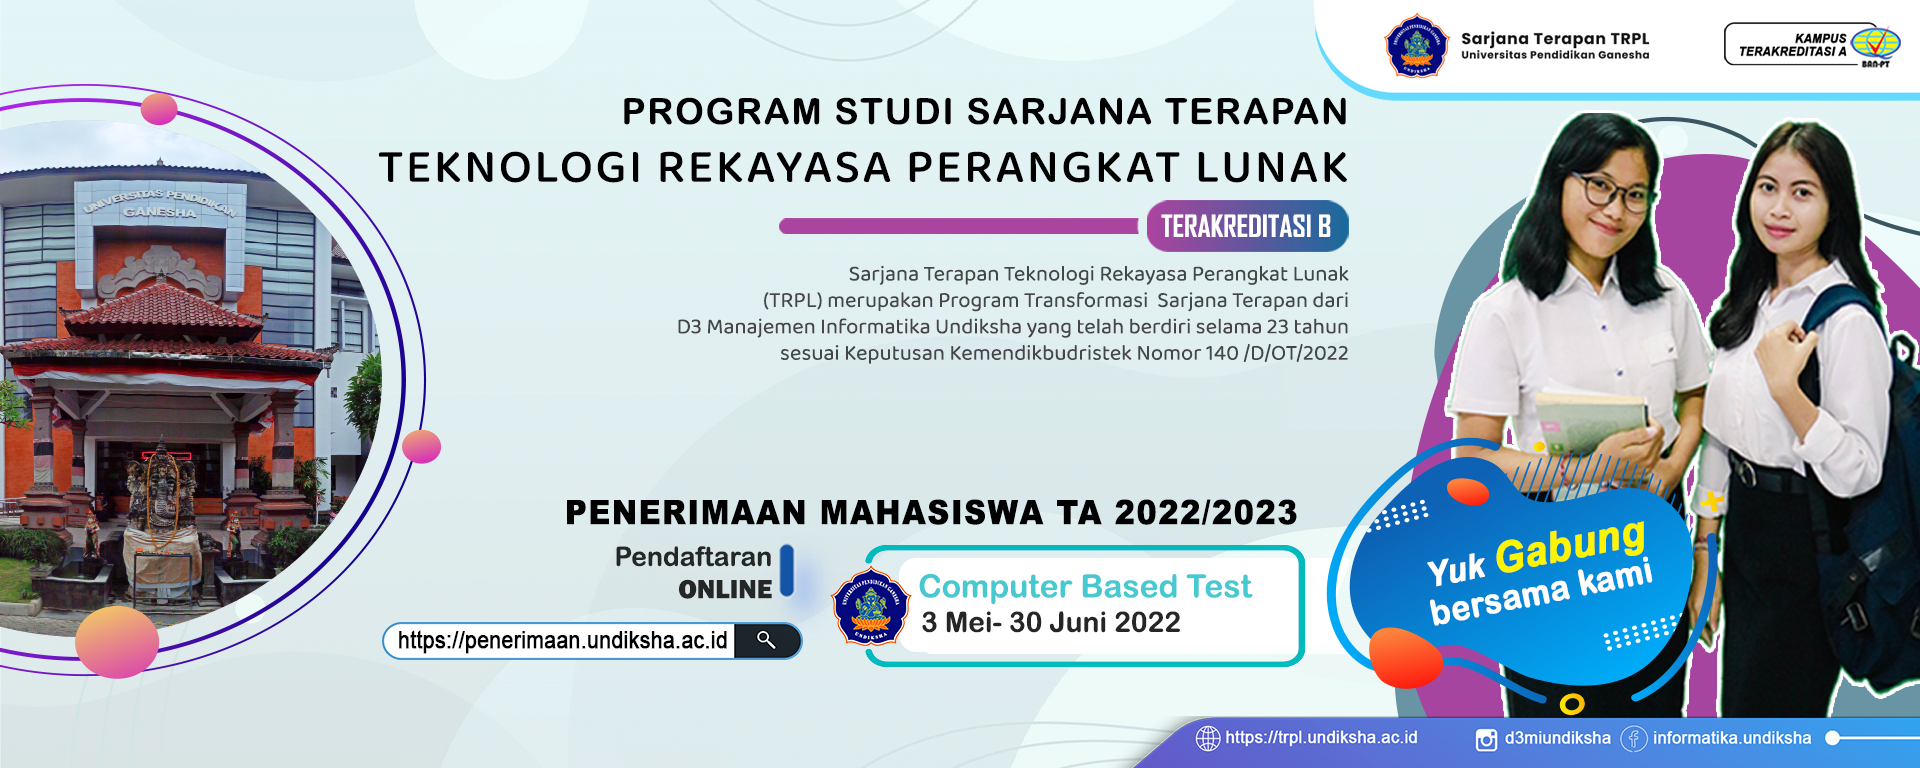 Sarjana Terapan TRPL
Universitas Pendidikan Ganesha
KAMPUS
TERAKREDITASI A
BAN-PT
PROGRAM STUDI SARJANA TERAPAN
TEKNOLOGI REKAYASA PERANGKAT LUNAK
TERAKREDITASI B
UNIVERSITAS PENDIDIKAN
GANESHA
Sarjana Terapan Teknologi Rekayasa Perangkat Lunak
(TRPL) merupakan Program Transformasi Sarjana Terapan dari
D3 Manajemen Informatika Undiksha yang telah berdiri selama 23 tahun
sesuai Keputusan Kemendikbudristek Nomor 140 /D/OT/2022
PENERIMAAN MAHASISWA TA 2022/2023
Pendaftaran
ONLINE
https://penerimaan.undiksha.ac.id
UNIVERSITAS PENDIDIKAN GANESHA
UNDIKSHA
Computer Based Test
3 Mei- 30 Juni 2022
Yuk Gabung
bersama kami
https://trpl.undiksha.ac.id
d3miundiksha
informatika.undiksha